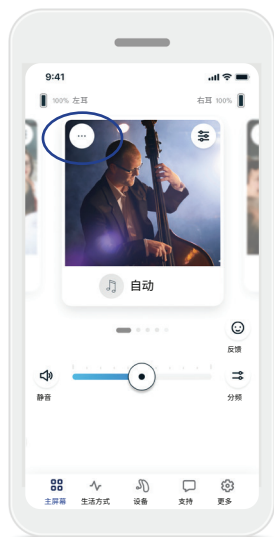 9:41
100% 左耳
右耳 100%
自动
反馈
静音
分频
主屏幕
生活方式
设备
支持
更多